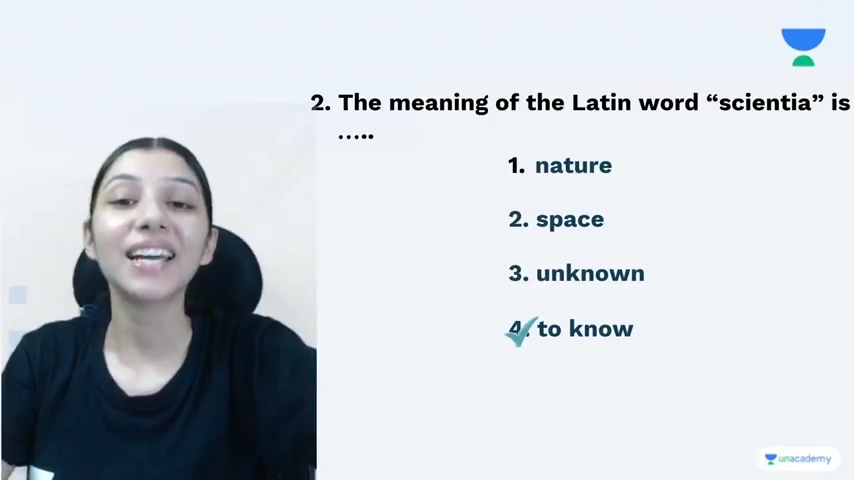 2. The meaning of the Latin word “scientia” is
…..
1. nature
2. space
3. unknown
4. to know
unacademy